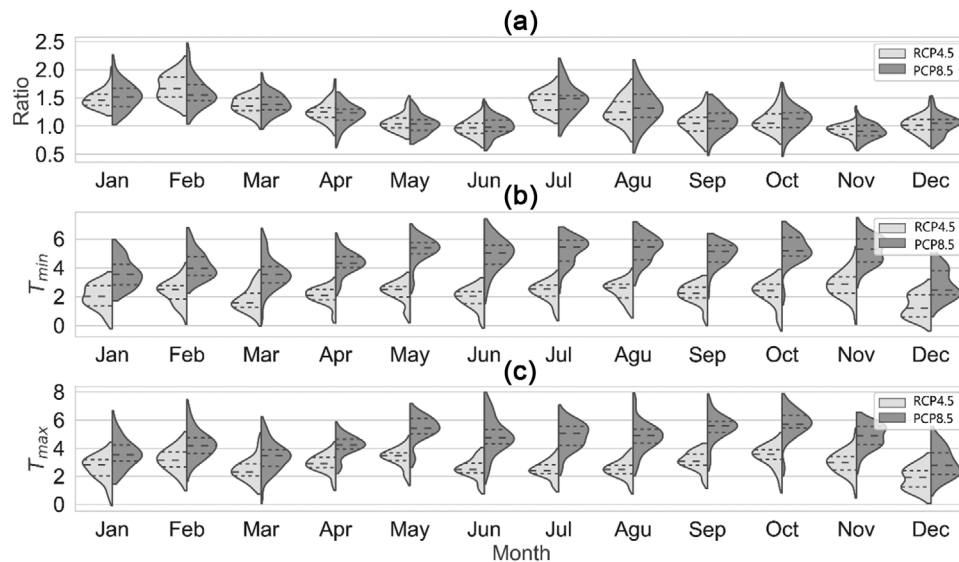 (a)
2.5
2.0
1.5
1.0
0.5
Ratio
RCP4.5
PCP8.5
Jan Feb Mar Apr May Jun Jul Agu Sep Oct Nov Dec
(b)
6
4
2
0
Tmin
RCP4.5
PCP8.5
Jan Feb Mar Apr May Jun Jul Agu Sep Oct Nov Dec
(c)
8
6
4
2
0
Tmax
RCP4.5
PCP8.5
Jan Feb Mar Apr May Jun Jul Agu Sep Oct Nov Dec
Month